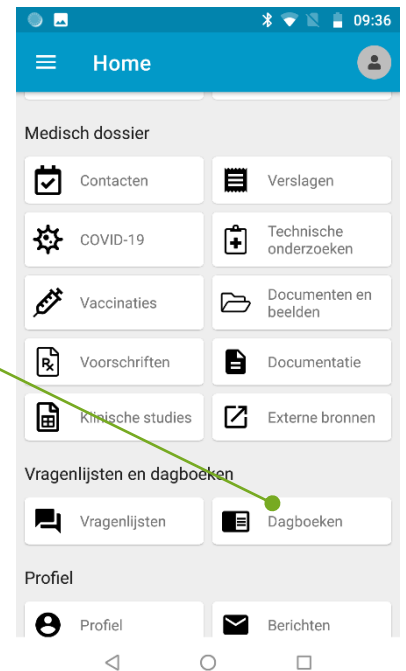 09:36
Home
Medisch dossier
Contacten
Verslagen
COVID-19
Technische
onderzoeken
Vaccinaties
Documenten en
beelden
Rx
Voorschriften
Documentatie
Klinische studies
Externe bronnen
Vragenlijsten en dagboeken
Vragenlijsten
Dagboeken
Profiel
Profiel
Berichten